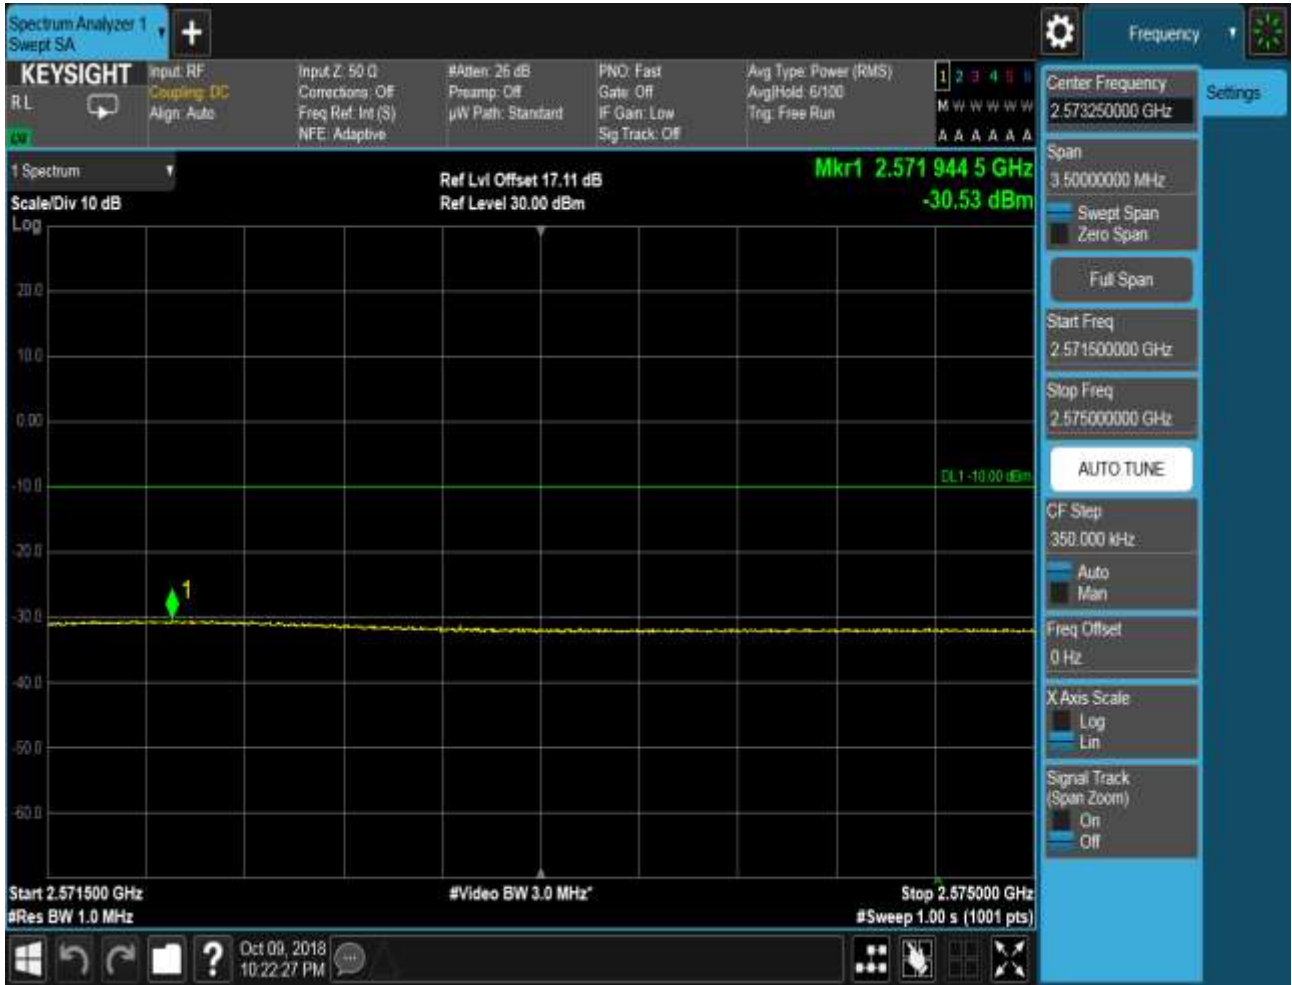 Spectrum Analyzer 1
Swept SA
Frequency
KEYSIGHT
R L
Input: RF
Coupling: DC
Align: Auto
Input Z: 50 Ω
Corrections: Off
Freq Ref: Int (S)
NFE: Adaptive
#Atten: 26 dB
Preamp: Off
µW Path: Standard
PNO: Fast
Gate: Off
IF Gain: Low
Sig Track: Off
Avg Type: Power (RMS)
Avg|Hold: 6/100
Trig: Free Run
1 2 3 4 5 6
M W W W W W
A A A A A A
1 Spectrum
Scale/Div 10 dB
Log
Ref Lvl Offset 17.11 dB
Ref Level 30.00 dBm
Mkr1 2.571 944 5 GHz
-30.53 dBm
20.0
10.0
0.00
-10.0
DL1 -10.00 dBm
-20.0
1
-30.0
-40.0
-50.0
-60.0
Start 2.571500 GHz
#Res BW 1.0 MHz
#Video BW 3.0 MHz*
Stop 2.575000 GHz
#Sweep 1.00 s (1001 pts)
?
Oct 09, 2018
10:22:27 PM
Center Frequency
2.573250000 GHz
Settings
Span
3.50000000 MHz
Swept Span
Zero Span
Full Span
Start Freq
2.571500000 GHz
Stop Freq
2.575000000 GHz
AUTO TUNE
CF Step
350.000 kHz
Auto
Man
Freq Offset
0 Hz
X Axis Scale
Log
Lin
Signal Track
(Span Zoom)
On
Off